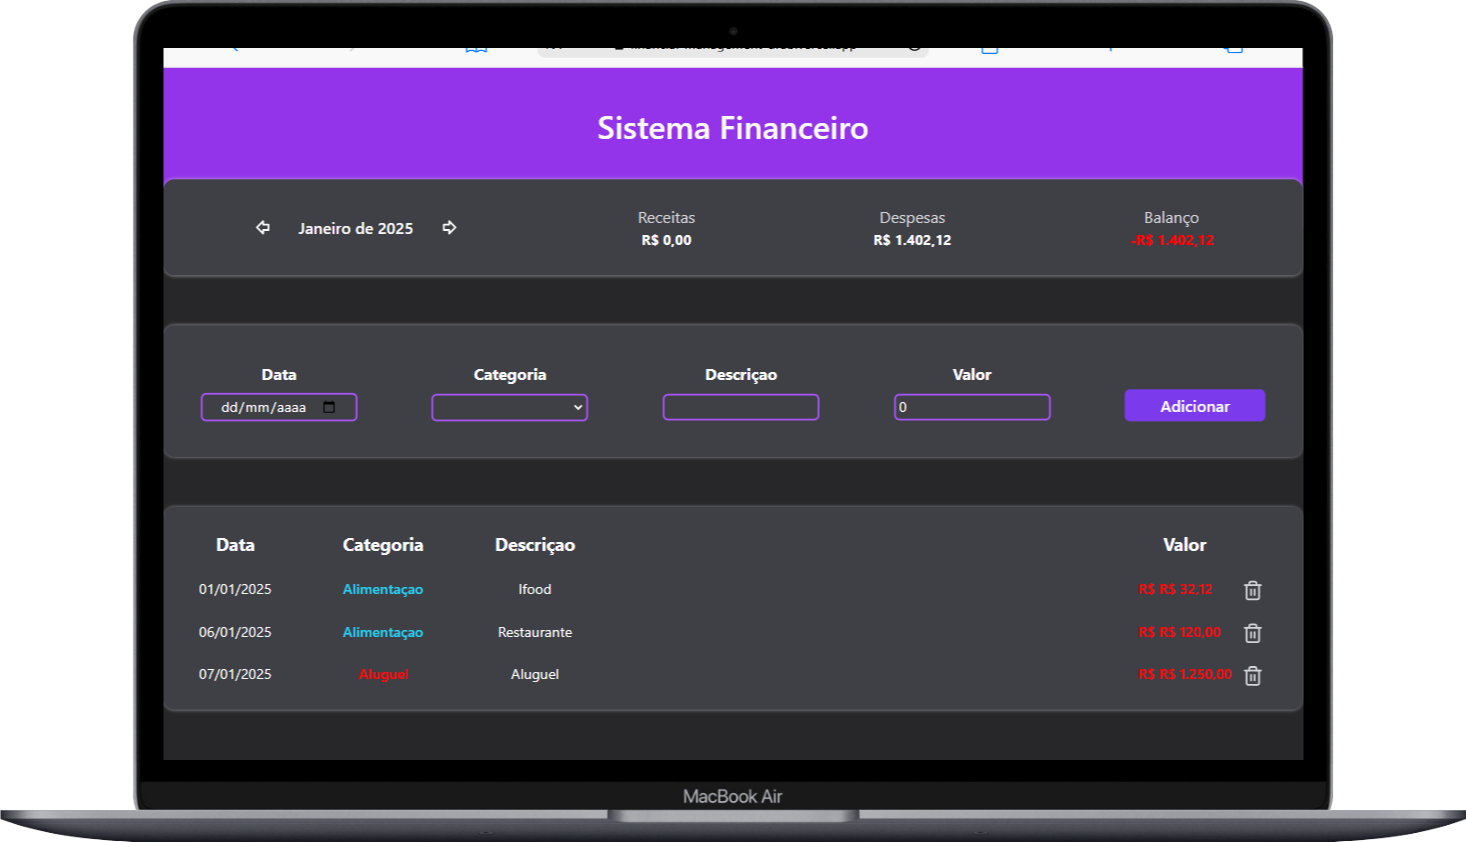 Sistema Financeiro
Janeiro de 2025
Receitas
R$ 0,00
Despesas
R$ 1.402,12
Balanço
-R$ 1.402,12
Data
Categoria
Descriçao
Valor
dd/mm/aaaa
0
Adicionar
Data Categoria Descriçao Valor
01/01/2025 Alimentaçao Ifood R$ R$ 32,12
06/01/2025 Alimentaçao Restaurante R$ R$ 120,00
07/01/2025 Aluguel Aluguel R$ R$ 1.250,00
MacBook Air